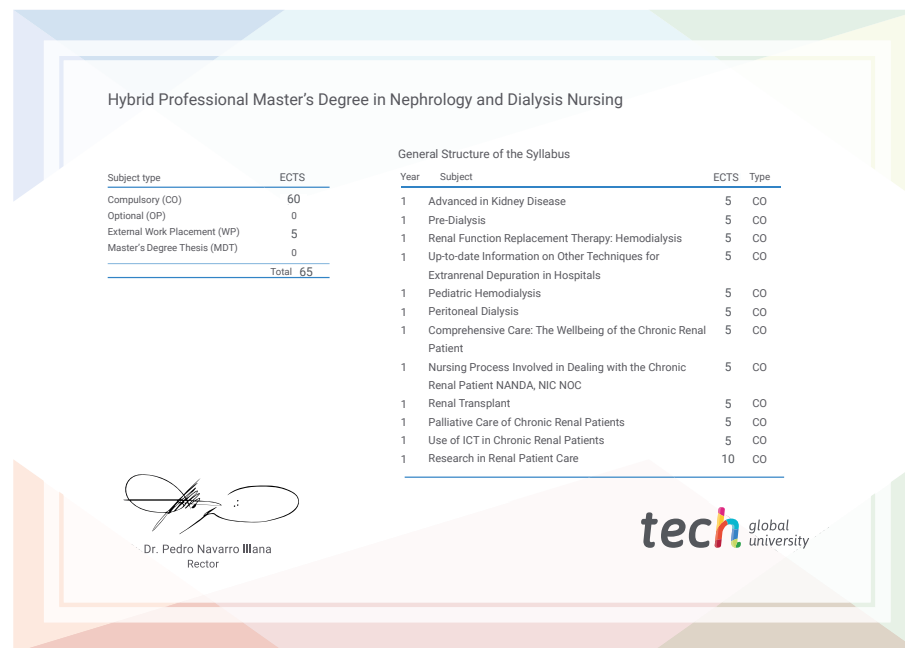 Hybrid Professional Master's Degree in Nephrology and Dialysis Nursing
Subject type ECTS
Compulsory (CO) 60
Optional (OP) 0
External Work Placement (WP) 5
Master's Degree Thesis (MDT) 0
Total 65
General Structure of the Syllabus
Year Subject ECTS Type
1 Advanced in Kidney Disease 5 CO
1 Pre-Dialysis 5 CO
1 Renal Function Replacement Therapy: Hemodialysis 5 CO
1 Up-to-date Information on Other Techniques for 5 CO
Extranrenal Depuration in Hospitals
1 Pediatric Hemodialysis 5 CO
1 Peritoneal Dialysis 5 CO
1 Comprehensive Care: The Wellbeing of the Chronic Renal 5 CO
Patient
1 Nursing Process Involved in Dealing with the Chronic 5 CO
Renal Patient NANDA, NIC NOC
1 Renal Transplant 5 CO
1 Palliative Care of Chronic Renal Patients 5 CO
1 Use of ICT in Chronic Renal Patients 5 CO
1 Research in Renal Patient Care 10 CO
Dr. Pedro Navarro Illana
Rector
tech global
university